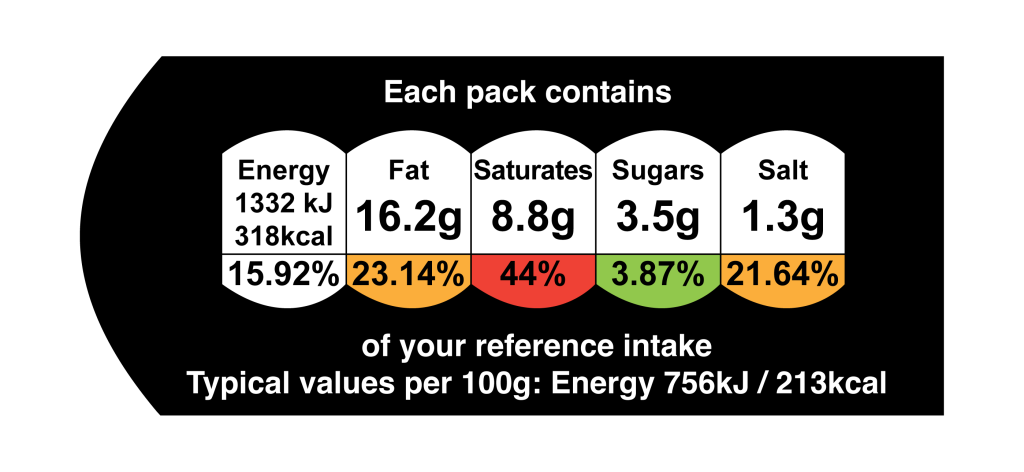 Each pack contains
Energy Fat Saturates Sugars Salt
1332 kJ
318kcal 16.2g 8.8g 3.5g 1.3g
15.92% 23.14% 44% 3.87% 21.64%
of your reference intake
Typical values per 100g: Energy 756kJ / 213kcal